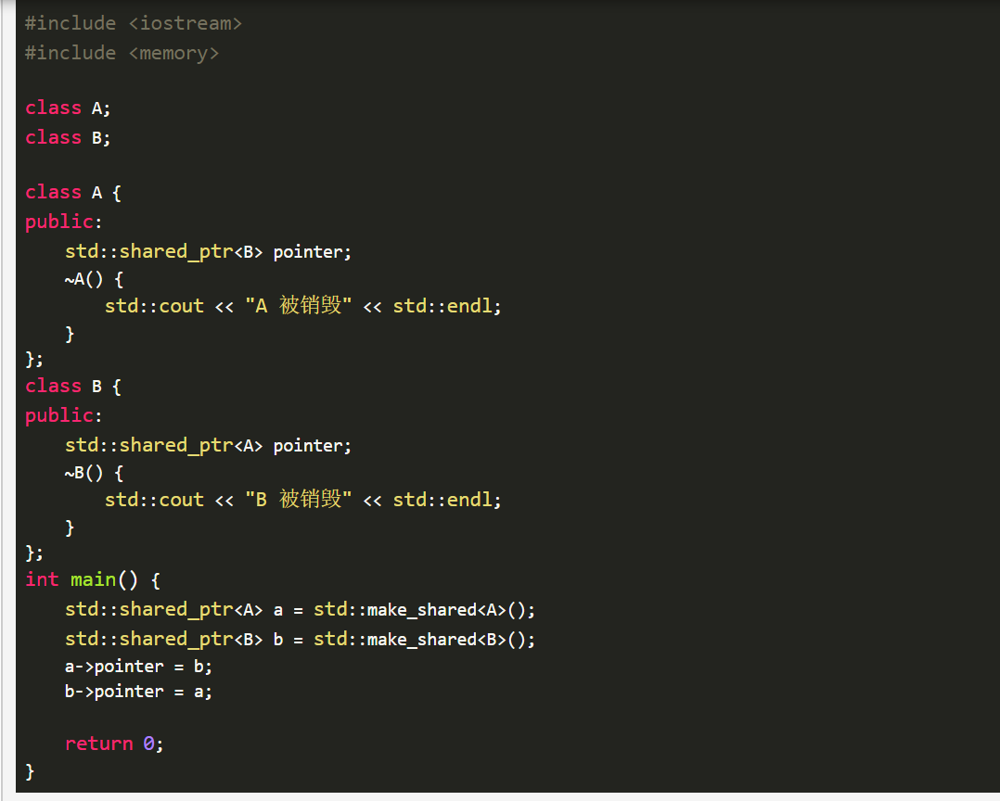 #include <iostream>
#include <memory>
class A;
class B;
class A {
public:
    std::shared_ptr<B> pointer;
    ~A() {
        std::cout << "A 被销毁" << std::endl;
    }
};
class B {
public:
    std::shared_ptr<A> pointer;
    ~B() {
        std::cout << "B 被销毁" << std::endl;
    }
};
int main() {
    std::shared_ptr<A> a = std::make_shared<A>();
    std::shared_ptr<B> b = std::make_shared<B>();
    a->pointer = b;
    b->pointer = a;
    return 0;
}